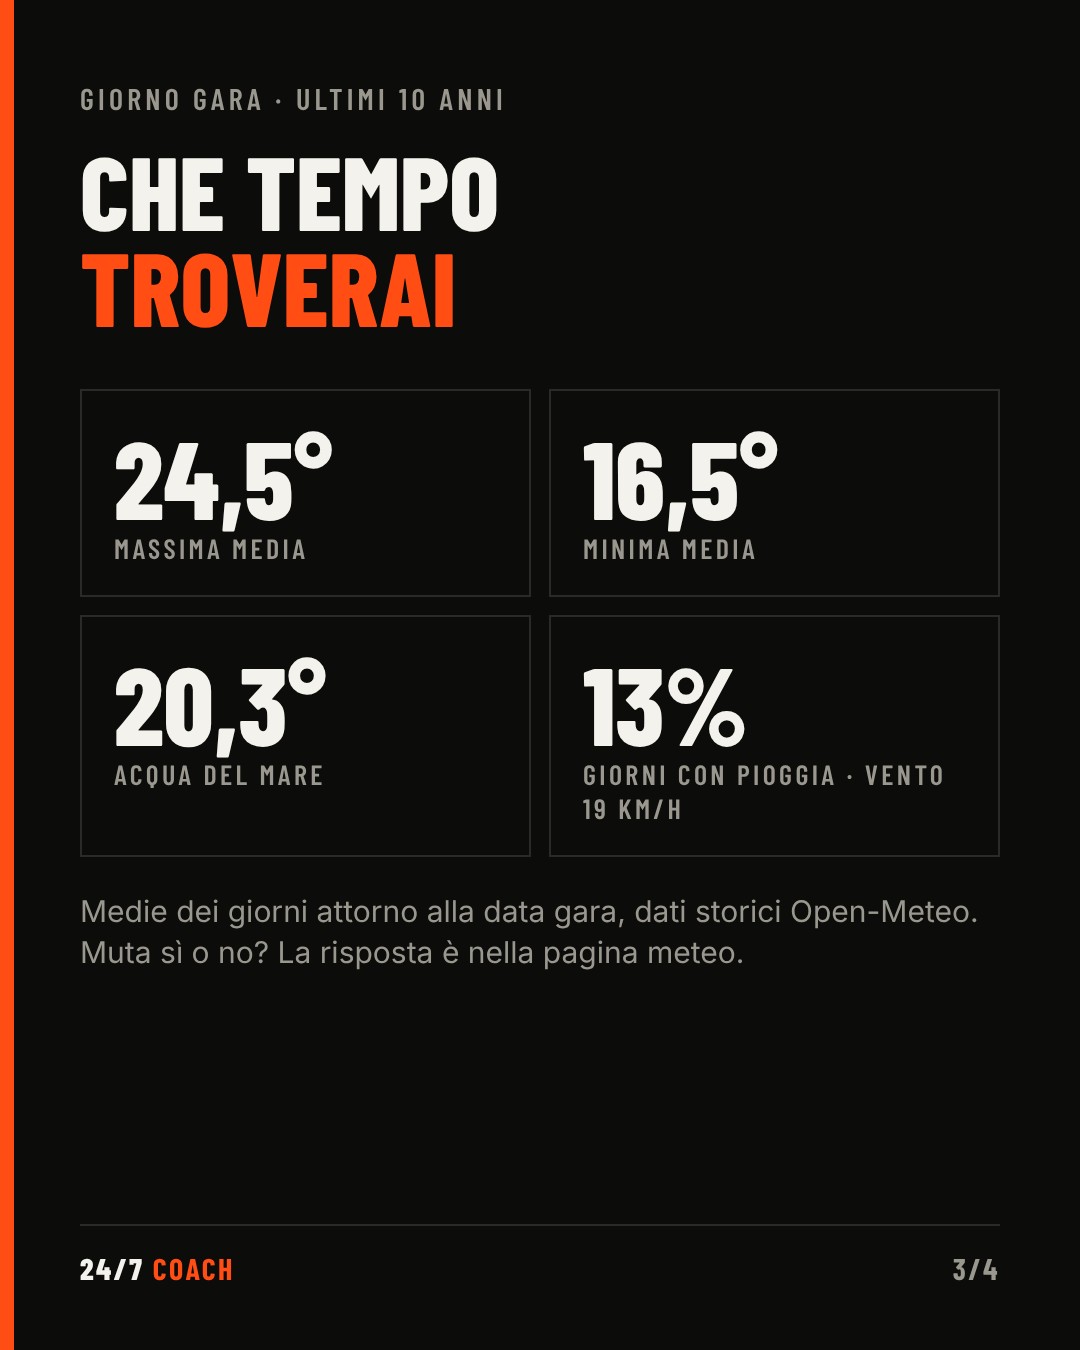 GIORNO GARA · ULTIMI 10 ANNI
CHE TEMPO
TROVERAI
24,5°
MASSIMA MEDIA
16,5°
MINIMA MEDIA
20,3°
ACQUA DEL MARE
13%
GIORNI CON PIOGGIA · VENTO
19 KM/H
Medie dei giorni attorno alla data gara, dati storici Open-Meteo.
Muta sì o no? La risposta è nella pagina meteo.
24/7 COACH
3/4